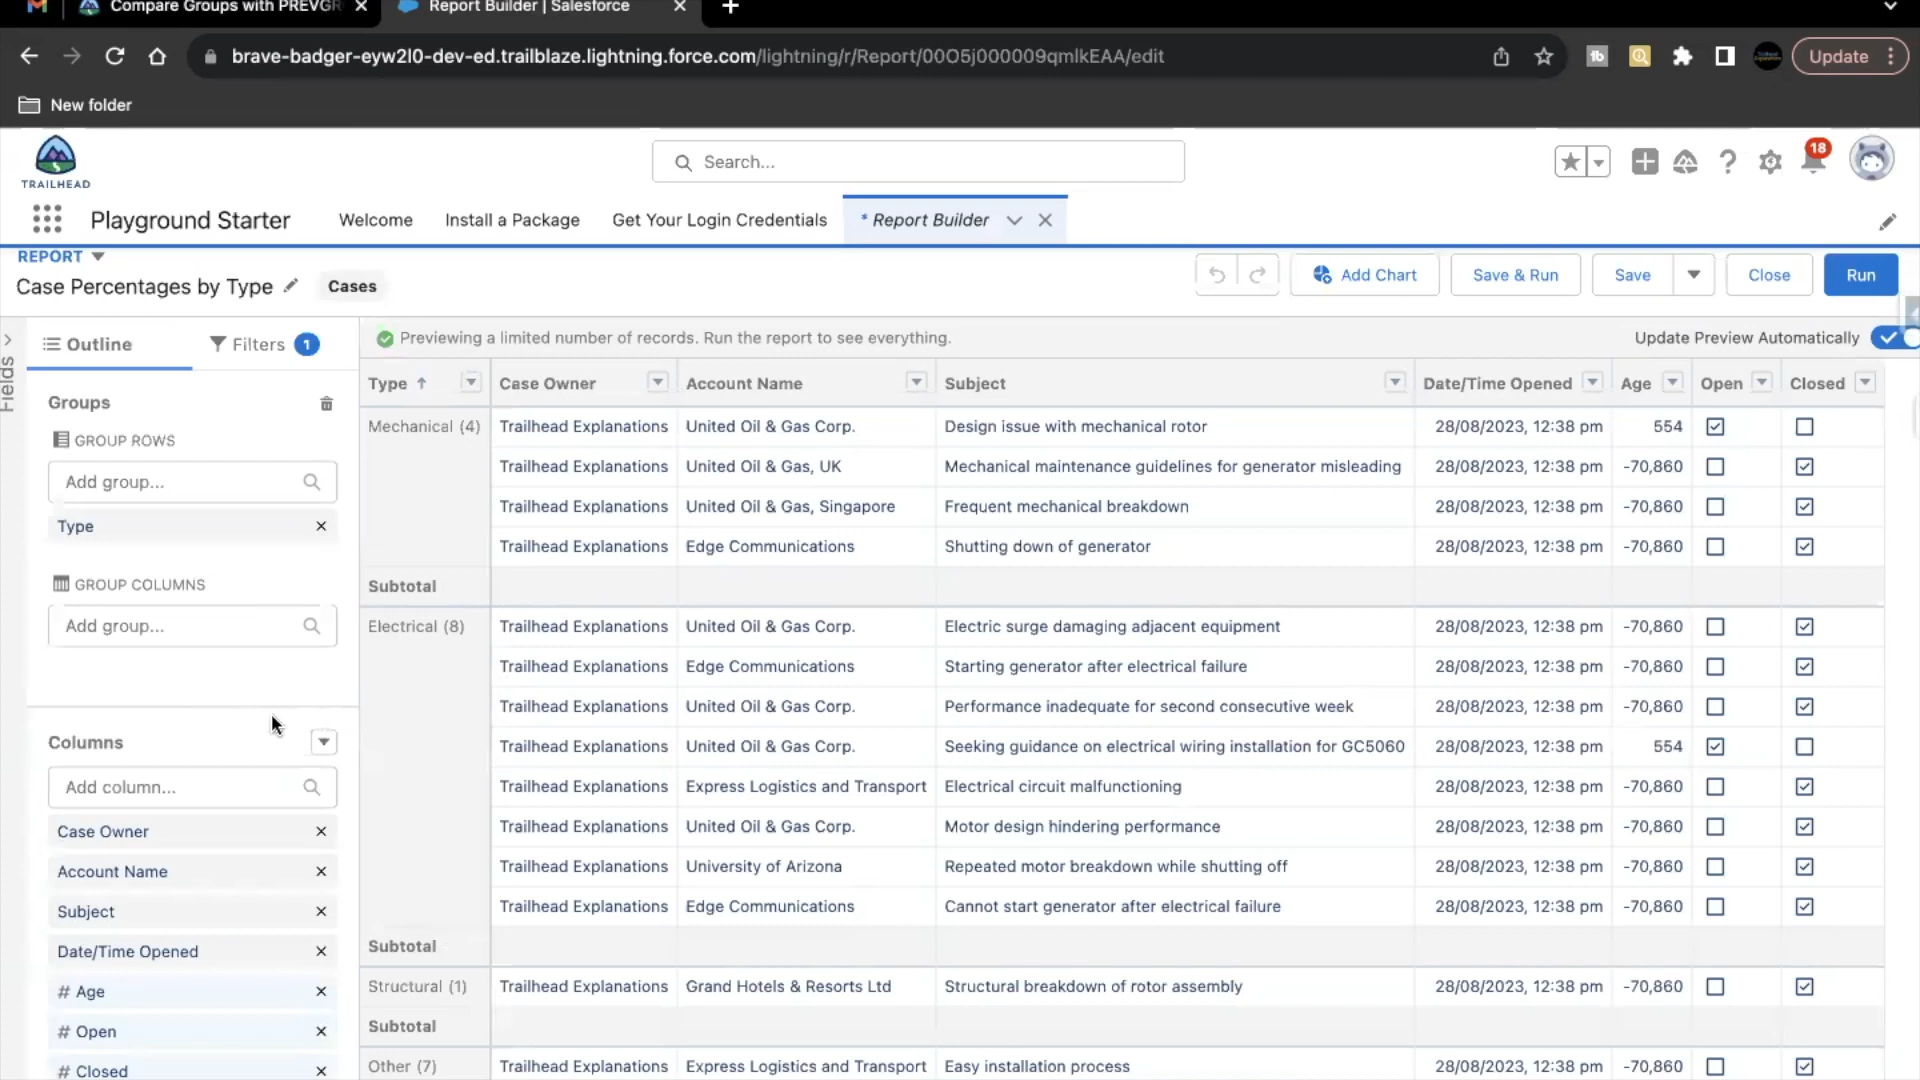 Compare Groups with PREVGR
Report Builder | Salesforce
brave-badger-eyw2l0-dev-ed.trailblaze.lightning.force.com/lightning/r/Report/00O5j000009qmlkEAA/edit
Update
New folder
TRAILHEAD
Search...
18
Playground Starter
Welcome
Install a Package
Get Your Login Credentials
* Report Builder
REPORT
Case Percentages by Type
Cases
Add Chart
Save & Run
Save
Close
Run
Fields
Outline
Filters 1
Previewing a limited number of records. Run the report to see everything.
Update Preview Automatically
Groups
GROUP ROWS
Add group...
Type
GROUP COLUMNS
Add group...
Columns
Add column...
Case Owner
Account Name
Subject
Date/Time Opened
# Age
# Open
# Closed
Type Case Owner Account Name Subject Date/Time Opened Age Open Closed
Mechanical (4) Trailhead Explanations United Oil & Gas Corp. Design issue with mechanical rotor 28/08/2023, 12:38 pm 554
Trailhead Explanations United Oil & Gas, UK Mechanical maintenance guidelines for generator misleading 28/08/2023, 12:38 pm -70,860
Trailhead Explanations United Oil & Gas, Singapore Frequent mechanical breakdown 28/08/2023, 12:38 pm -70,860
Trailhead Explanations Edge Communications Shutting down of generator 28/08/2023, 12:38 pm -70,860
Subtotal
Electrical (8) Trailhead Explanations United Oil & Gas Corp. Electric surge damaging adjacent equipment 28/08/2023, 12:38 pm -70,860
Trailhead Explanations Edge Communications Starting generator after electrical failure 28/08/2023, 12:38 pm -70,860
Trailhead Explanations United Oil & Gas Corp. Performance inadequate for second consecutive week 28/08/2023, 12:38 pm -70,860
Trailhead Explanations United Oil & Gas Corp. Seeking guidance on electrical wiring installation for GC5060 28/08/2023, 12:38 pm 554
Trailhead Explanations Express Logistics and Transport Electrical circuit malfunctioning 28/08/2023, 12:38 pm -70,860
Trailhead Explanations United Oil & Gas Corp. Motor design hindering performance 28/08/2023, 12:38 pm -70,860
Trailhead Explanations University of Arizona Repeated motor breakdown while shutting off 28/08/2023, 12:38 pm -70,860
Trailhead Explanations Edge Communications Cannot start generator after electrical failure 28/08/2023, 12:38 pm -70,860
Subtotal
Structural (1) Trailhead Explanations Grand Hotels & Resorts Ltd Structural breakdown of rotor assembly 28/08/2023, 12:38 pm -70,860
Subtotal
Other (7) Trailhead Explanations Express Logistics and Transport Easy installation process 28/08/2023, 12:38 pm -70,860